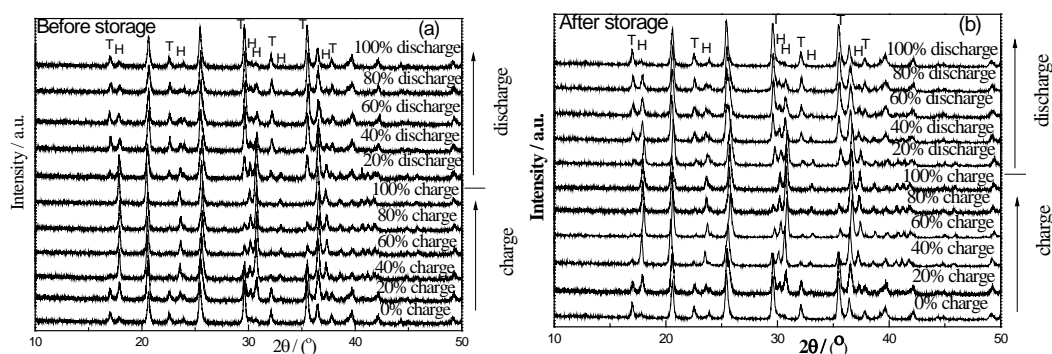 Before storage
(a)
T H T H T H H T H T H T
100% discharge
80% discharge
60% discharge
40% discharge
20% discharge
100% charge
80% charge
60% charge
40% charge
20% charge
0% charge
discharge
charge
Intensity / a.u.
10 20 30 40 50
2θ / (°)
After storage
(b)
T H T H T H H T H T H T
100% discharge
80% discharge
60% discharge
40% discharge
20% discharge
100% charge
80% charge
60% charge
40% charge
20% charge
0% charge
discharge
charge
Intensity / a.u.
10 20 30 40 50
2θ / (°)